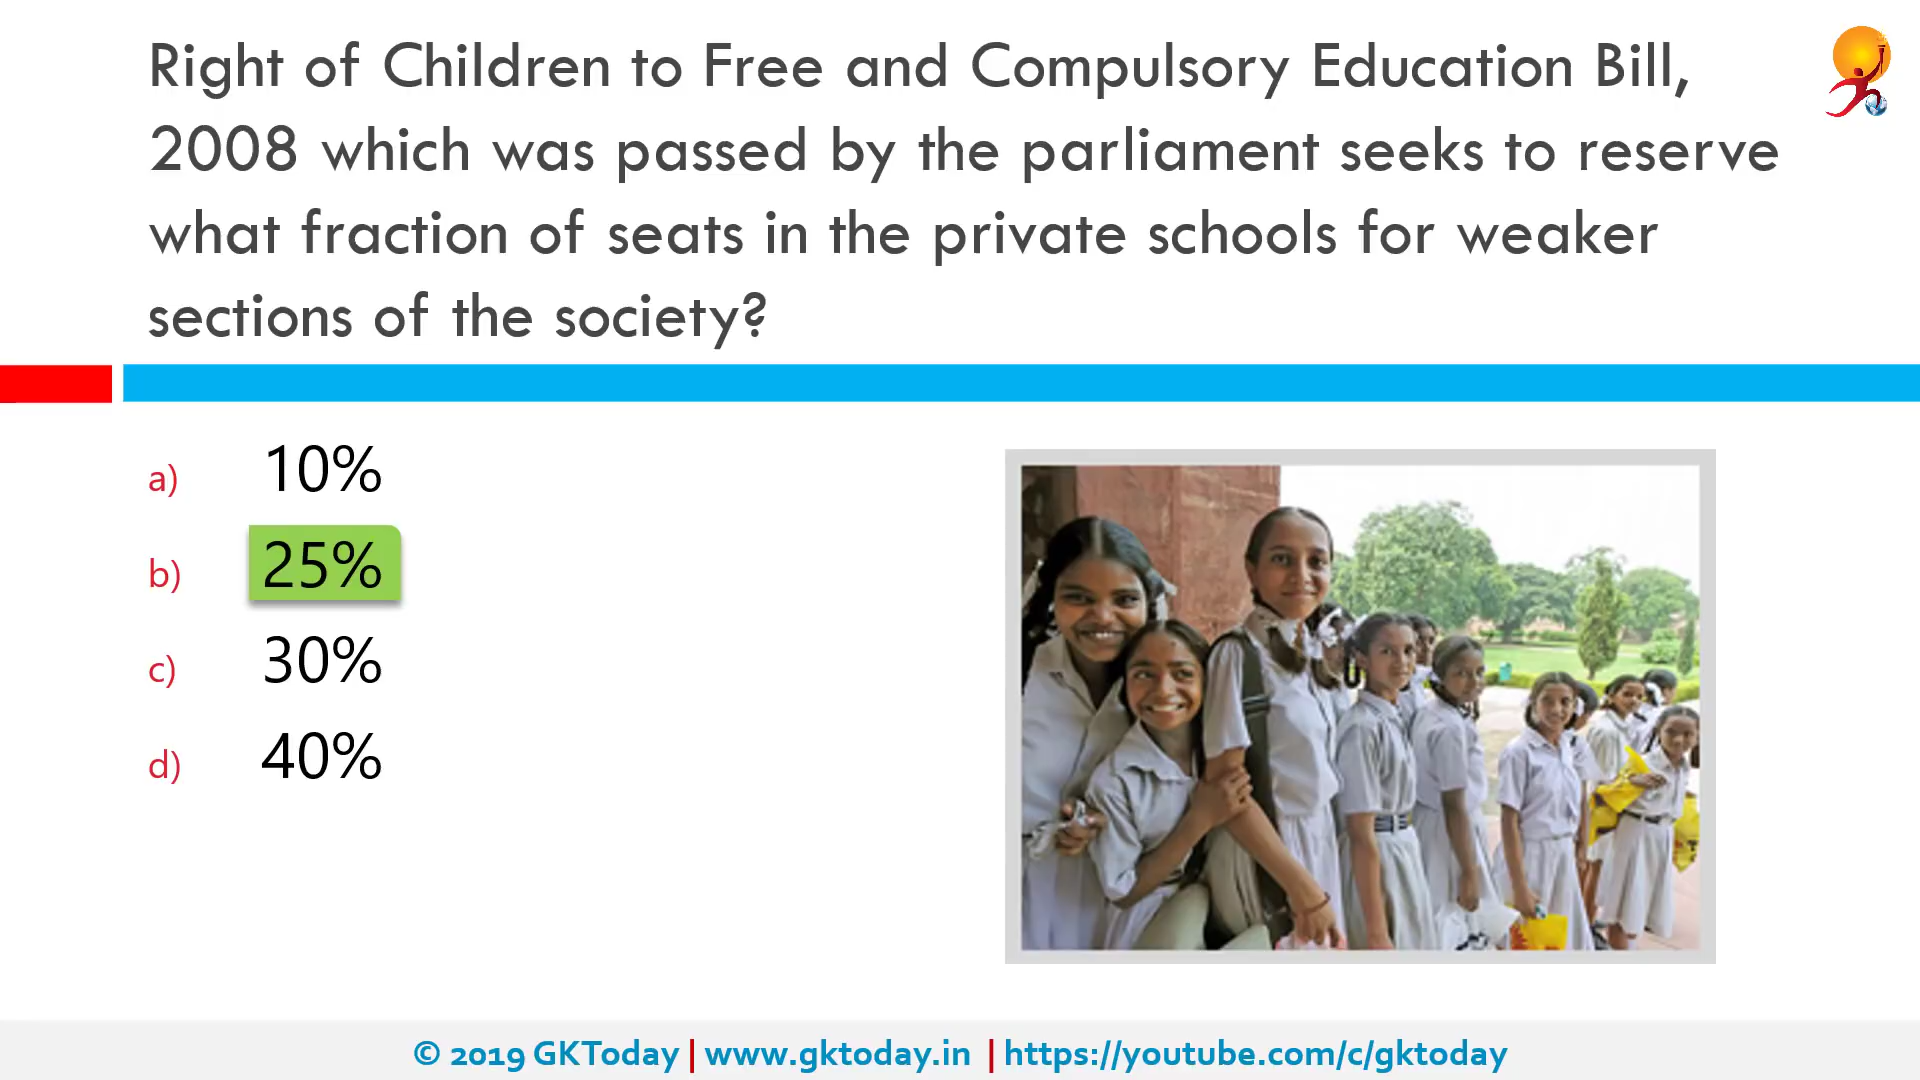 Right of Children to Free and Compulsory Education Bill,
2008 which was passed by the parliament seeks to reserve
what fraction of seats in the private schools for weaker
sections of the society?
a) 10%
b) 25%
c) 30%
d) 40%
© 2019 GKToday | www.gktoday.in | https://youtube.com/c/gktoday